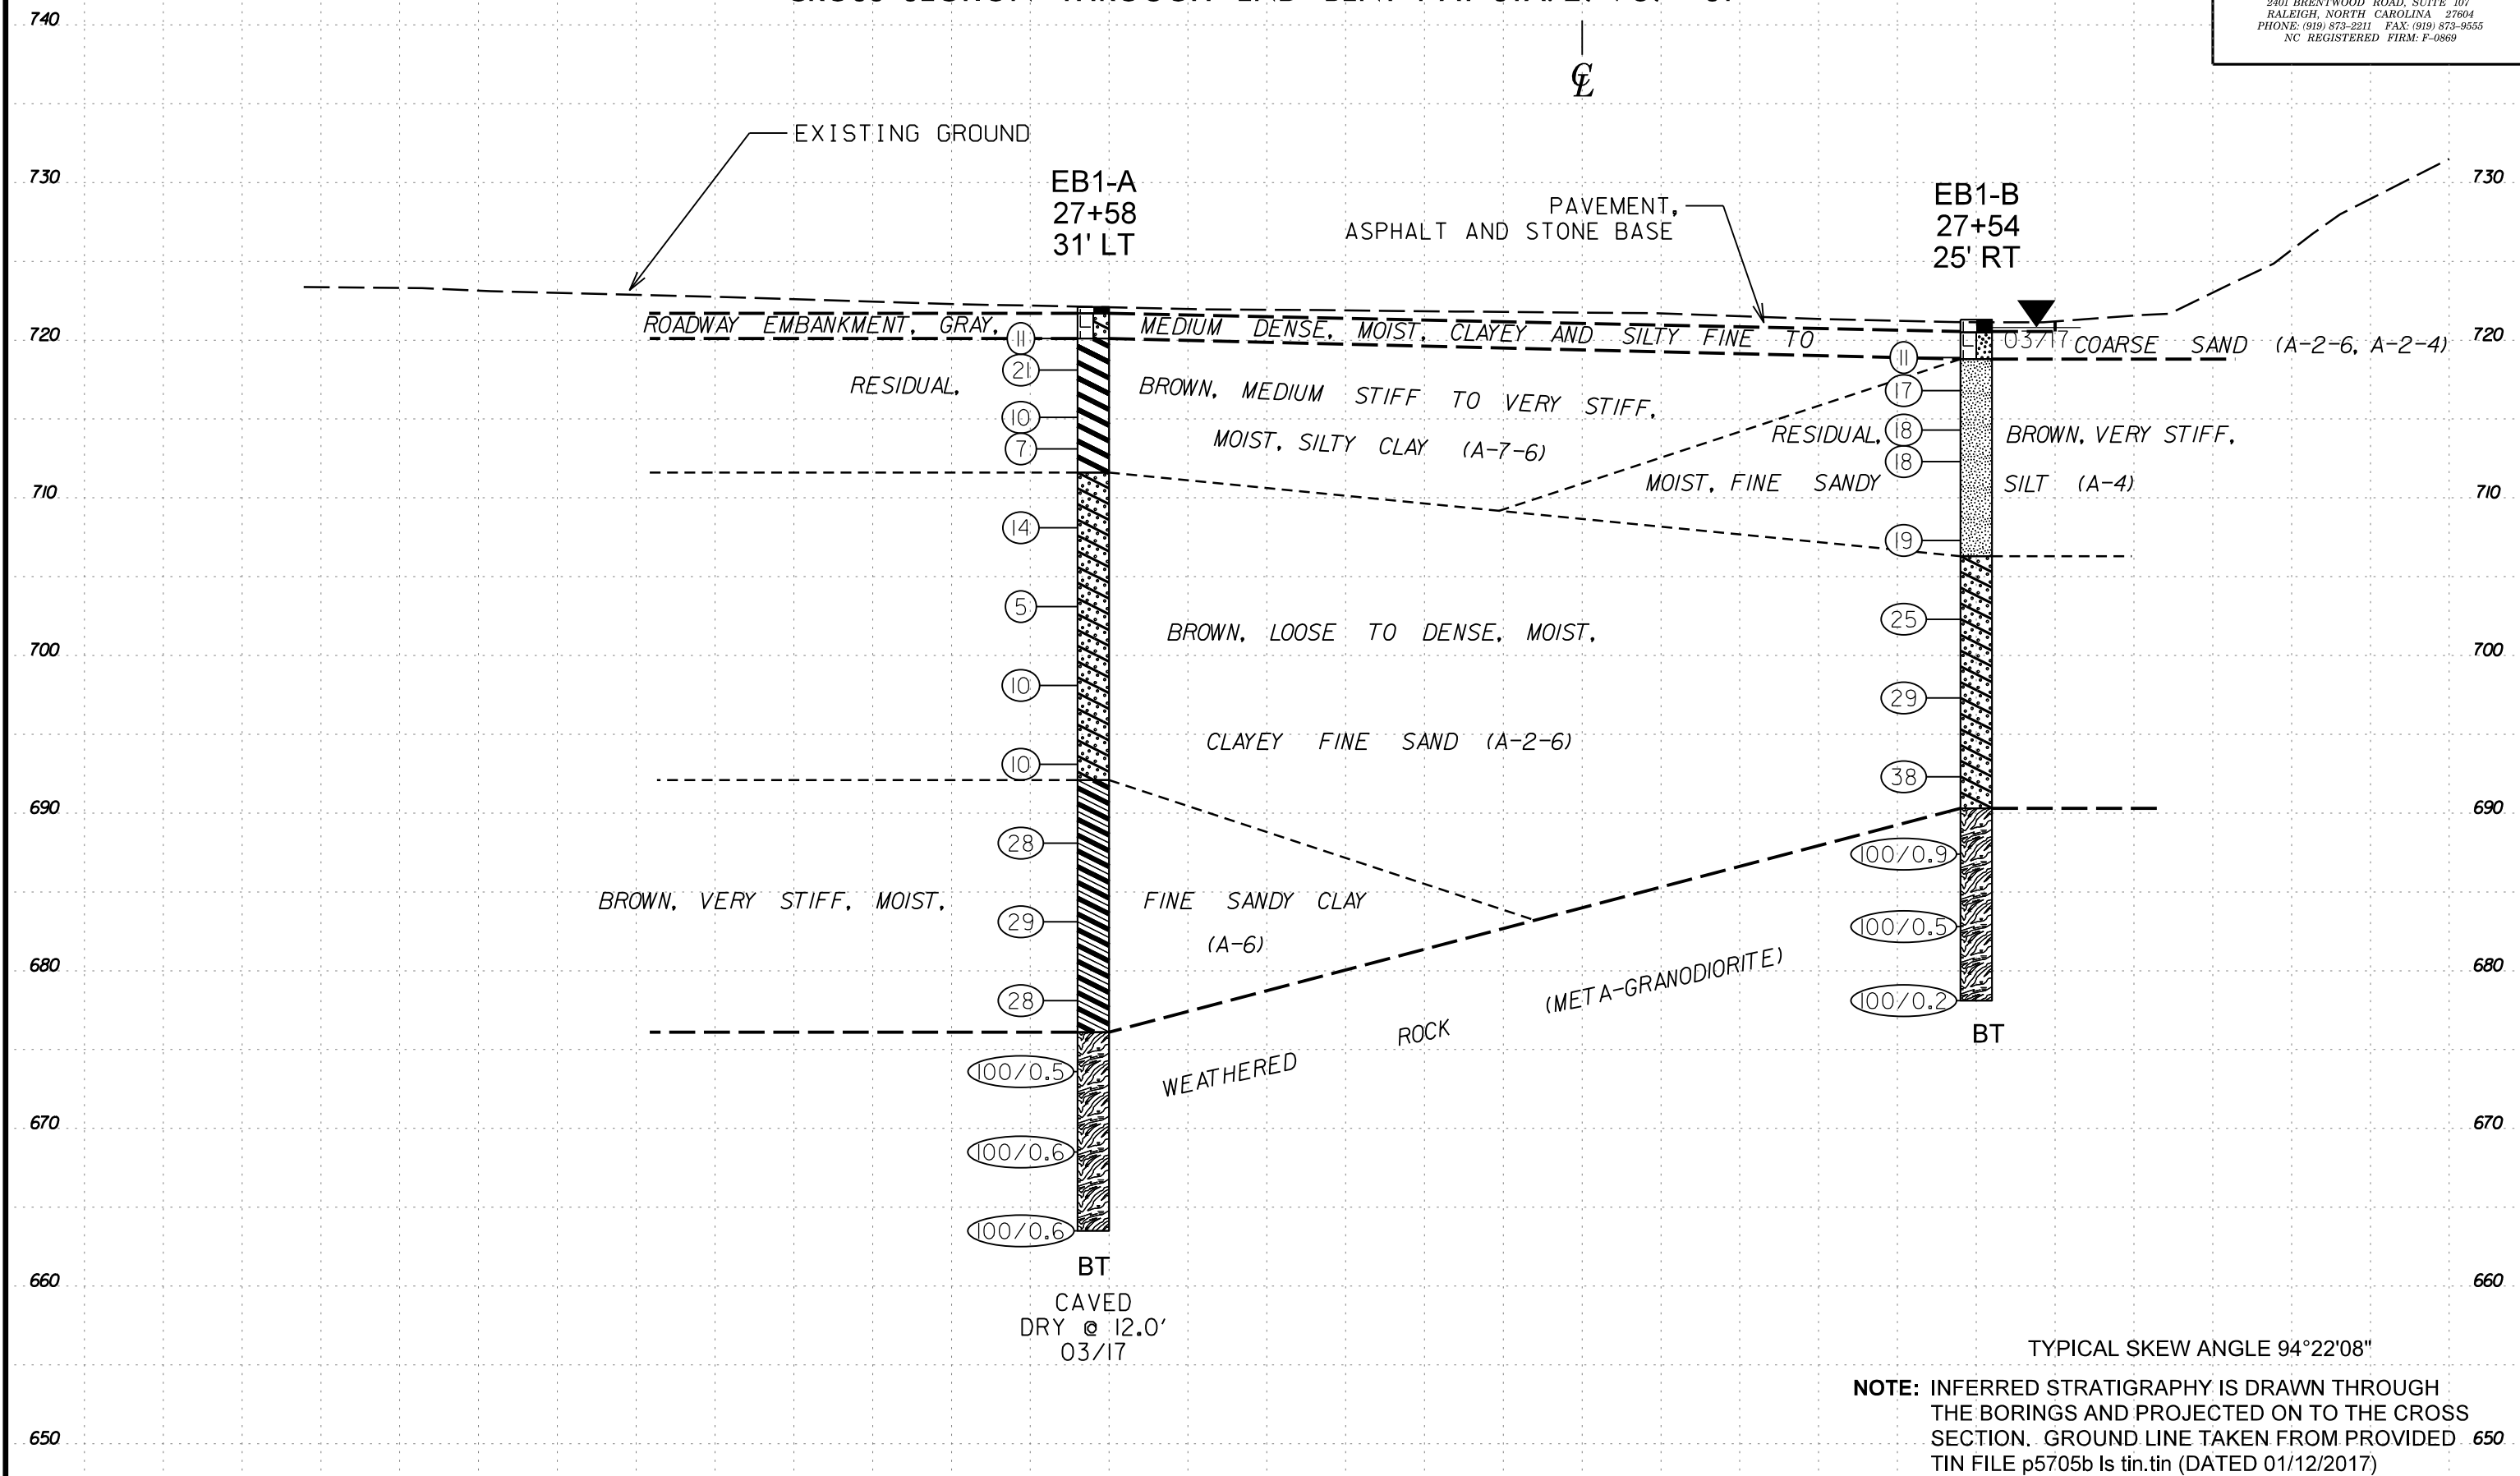 2401 BRENTWOOD ROAD, SUITE 107
RALEIGH, NORTH CAROLINA 27604
PHONE: (919) 873-2211 FAX: (919) 873-9555
NC REGISTERED FIRM: F-0869
740
℄
EXISTING GROUND
730
EB1-A
27+58
31' LT
PAVEMENT,
ASPHALT AND STONE BASE
EB1-B
27+54
25' RT
730
ROADWAY EMBANKMENT, GRAY, MEDIUM DENSE, MOIST, CLAYEY AND SILTY FINE TO COARSE SAND (A-2-6, A-2-4)
720
11
L
11
L
03/17
720
21
17
RESIDUAL, BROWN, MEDIUM STIFF TO VERY STIFF,
MOIST, SILTY CLAY (A-7-6)
10
7
RESIDUAL, BROWN, VERY STIFF,
MOIST, FINE SANDY SILT (A-4)
18
18
710
710
14
19
5
25
BROWN, LOOSE TO DENSE, MOIST,
700
700
10
29
CLAYEY FINE SAND (A-2-6)
10
38
690
690
28
100/0.9
BROWN, VERY STIFF, MOIST, FINE SANDY CLAY
(A-6)
29
100/0.5
680
680
28
100/0.2
WEATHERED ROCK (META-GRANODIORITE)
BT
100/0.5
670
670
100/0.6
100/0.6
BT
660
660
CAVED
DRY @ 12.0'
03/17
TYPICAL SKEW ANGLE 94°22'08"
NOTE: INFERRED STRATIGRAPHY IS DRAWN THROUGH
THE BORINGS AND PROJECTED ON TO THE CROSS
SECTION. GROUND LINE TAKEN FROM PROVIDED
TIN FILE p5705b ls tin.tin (DATED 01/12/2017)
650
650